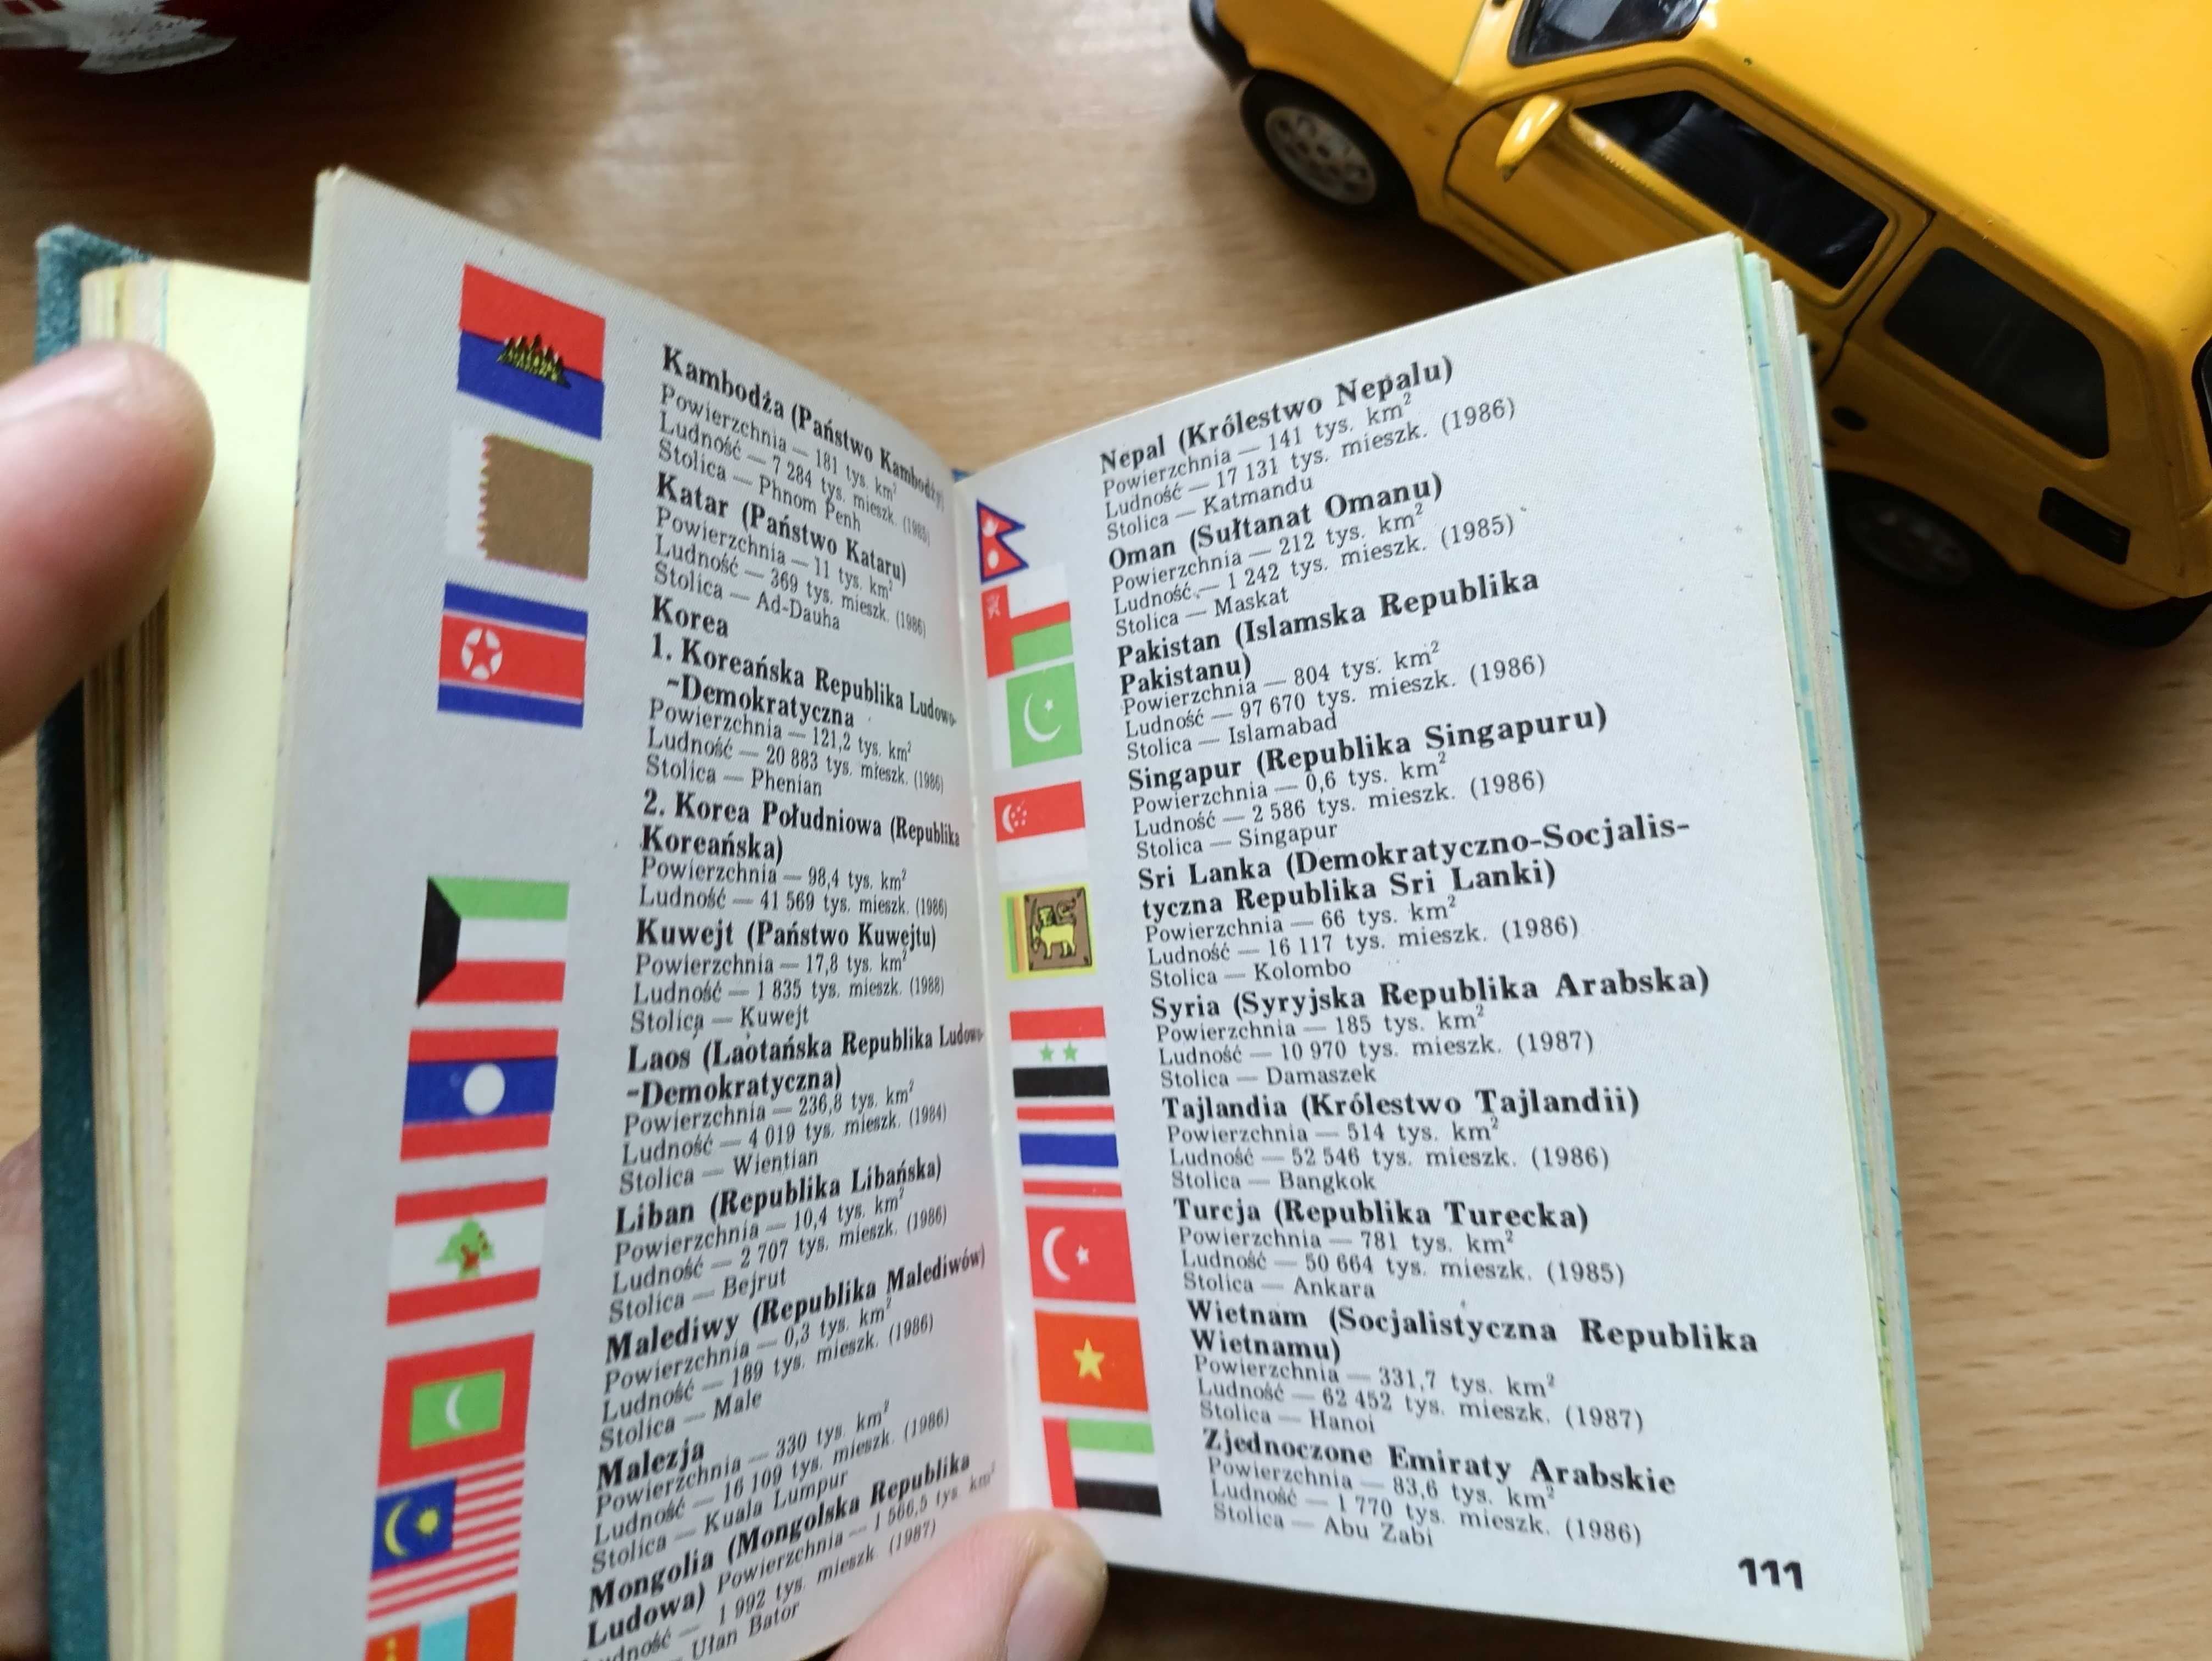 Kambodża (Państwo Kambodży)
Powierzchnia — 181 tys. km²
Ludność — 7 284 tys. mieszk. (1985)
Stolica — Phnom Penh
Katar (Państwo Kataru)
Powierzchnia — 11 tys. km²
Ludność — 369 tys. mieszk. (1986)
Stolica — Ad-Dauha
Korea
1. Koreańska Republika Ludowo-
-Demokratyczna
Powierzchnia — 121,2 tys. km²
Ludność — 20 883 tys. mieszk. (1986)
Stolica — Phenian
2. Korea Południowa (Republika
Koreańska)
Powierzchnia — 98,4 tys. km²
Ludność — 41 569 tys. mieszk. (1986)
Kuwejt (Państwo Kuwejtu)
Powierzchnia — 17,8 tys. km²
Ludność — 1 835 tys. mieszk. (1988)
Stolica — Kuwejt
Laos (Laotańska Republika Ludowo-
-Demokratyczna)
Powierzchnia — 236,8 tys. km²
Ludność — 4 019 tys. mieszk. (1984)
Stolica — Wientian
Liban (Republika Libańska)
Powierzchnia — 10,4 tys. km²
Ludność — 2 707 tys. mieszk. (1986)
Stolica — Bejrut
Malediwy (Republika Malediwów)
Powierzchnia — 0,3 tys. km²
Ludność — 189 tys. mieszk. (1986)
Stolica — Male
Malezja
Powierzchnia — 330 tys. km²
Ludność — 16 109 tys. mieszk. (1986)
Stolica — Kuala Lumpur
Mongolia (Mongolska Republika
Ludowa) Powierzchnia — 1 566,5 tys. km²
udność — 1 992 tys. mieszk. (1987)
— Ułan Bator
Nepal (Królestwo Nepalu)
Powierzchnia — 141 tys. km²
Ludność — 17 131 tys. mieszk. (1986)
Stolica — Katmandu
Oman (Sułtanat Omanu)
Powierzchnia — 212 tys. km²
Ludność — 1 242 tys. mieszk. (1985)
Stolica — Maskat
Pakistan (Islamska Republika
Pakistanu)
Powierzchnia — 804 tys. km²
Ludność — 97 670 tys. mieszk. (1986)
Stolica — Islamabad
Singapur (Republika Singapuru)
Powierzchnia — 0,6 tys. km²
Ludność — 2 586 tys. mieszk. (1986)
Stolica — Singapur
Sri Lanka (Demokratyczno-Socjalis-
tyczna Republika Sri Lanki)
Powierzchnia — 66 tys. km²
Ludność — 16 117 tys. mieszk. (1986)
Stolica — Kolombo
Syria (Syryjska Republika Arabska)
Powierzchnia — 185 tys. km²
Ludność — 10 970 tys. mieszk. (1987)
Stolica — Damaszek
Tajlandia (Królestwo Tajlandii)
Powierzchnia — 514 tys. km²
Ludność — 52 546 tys. mieszk. (1986)
Stolica — Bangkok
Turcja (Republika Turecka)
Powierzchnia — 781 tys. km²
Ludność — 50 664 tys. mieszk. (1985)
Stolica — Ankara
Wietnam (Socjalistyczna Republika
Wietnamu)
Powierzchnia — 331,7 tys. km²
Ludność — 62 452 tys. mieszk. (1987)
Stolica — Hanoi
Zjednoczone Emiraty Arabskie
Powierzchnia — 83,6 tys. km²
Ludność — 1 770 tys. mieszk. (1986)
Stolica — Abu Zabi
111